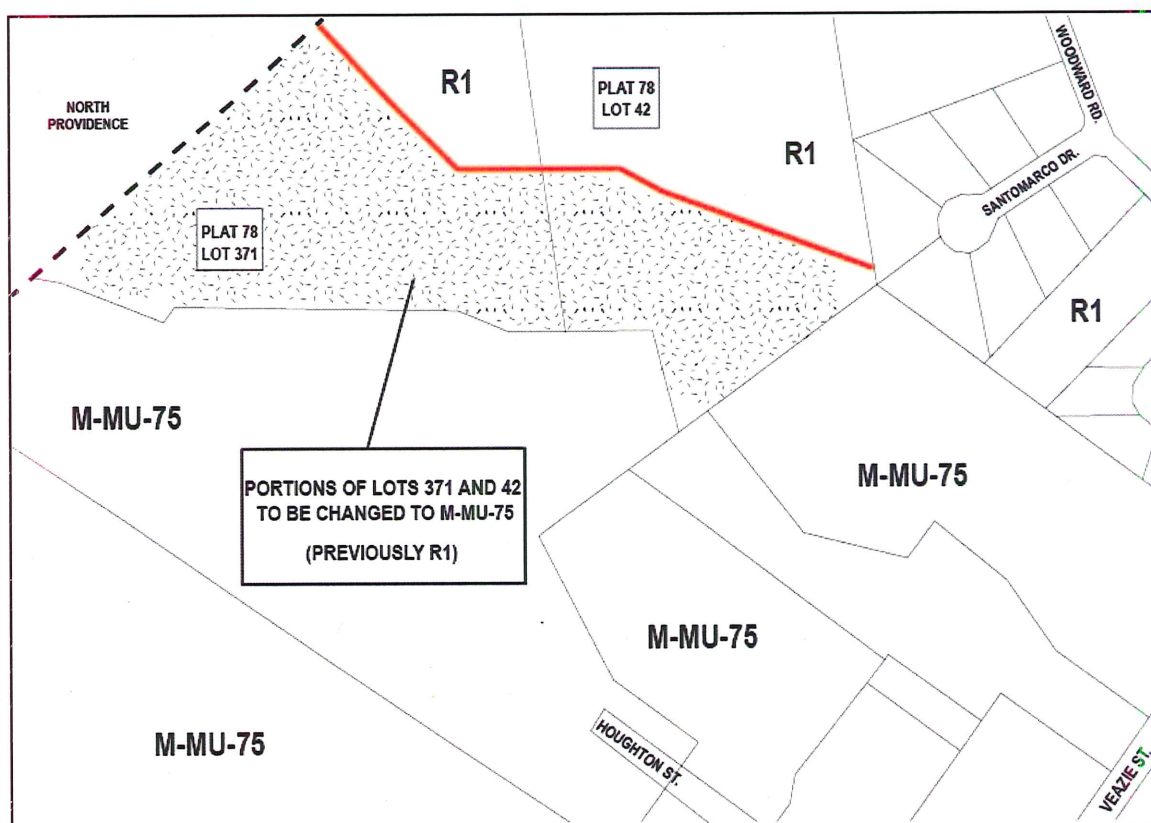 R1
PLAT 78
LOT 42
WOODWARD RD.
NORTH
PROVIDENCE
R1
SANTOMARCO DR.
PLAT 78
LOT 371
R1
M-MU-75
M-MU-75
PORTIONS OF LOTS 371 AND 42
TO BE CHANGED TO M-MU-75
(PREVIOUSLY R1)
M-MU-75
M-MU-75
HOUGHTON ST.
VEAZIE ST.